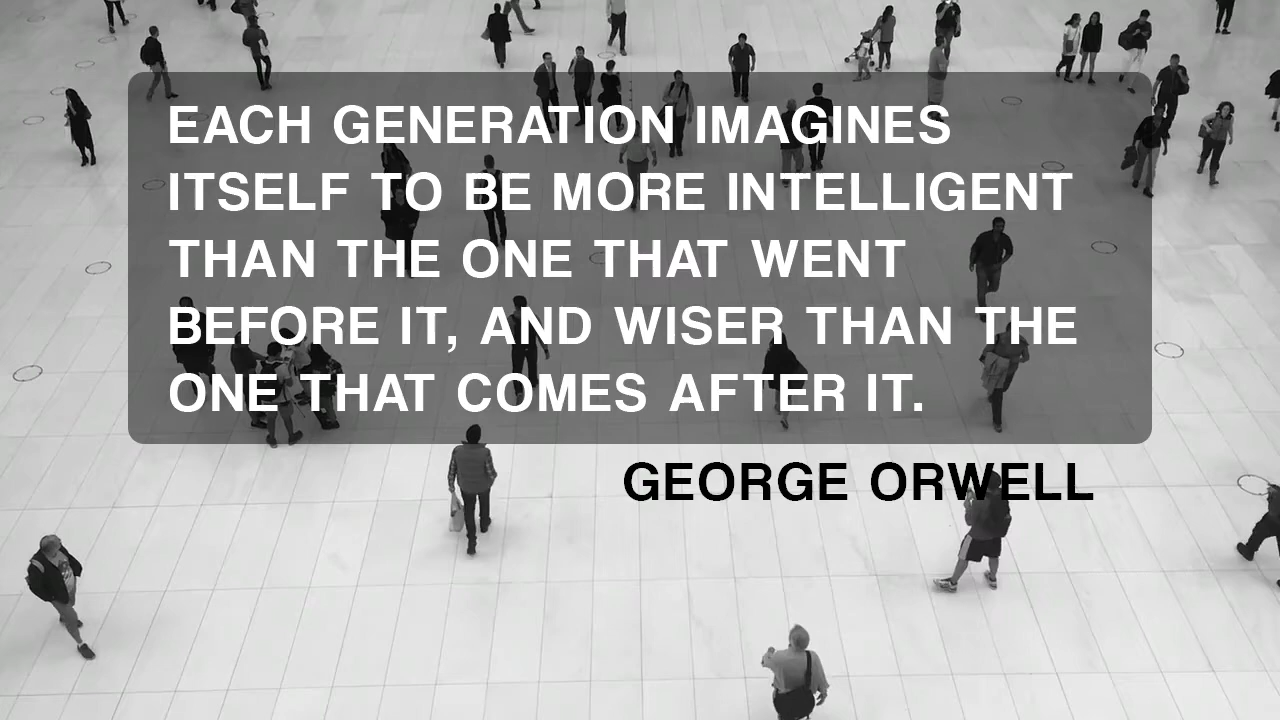 EACH GENERATION IMAGINES
ITSELF TO BE MORE INTELLIGENT
THAN THE ONE THAT WENT
BEFORE IT, AND WISER THAN THE
ONE THAT COMES AFTER IT.
GEORGE ORWELL